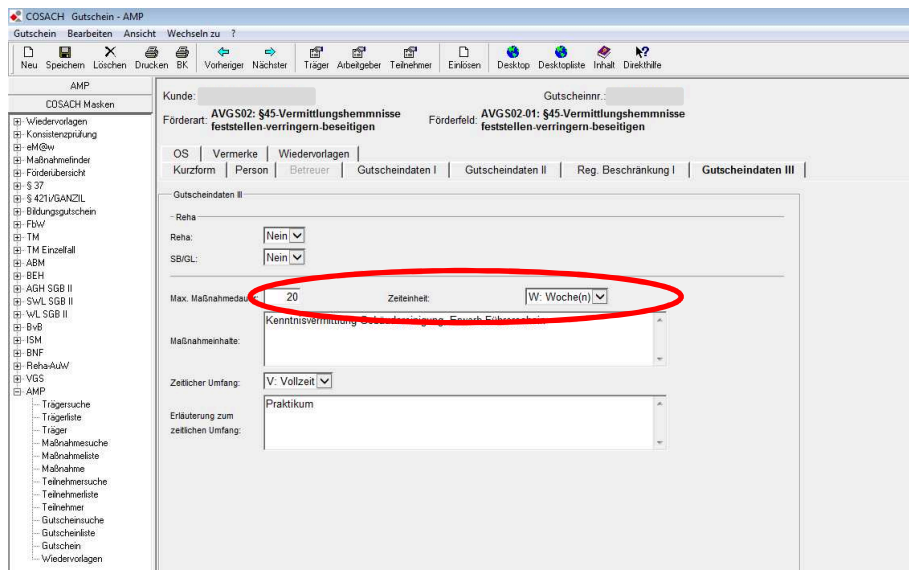 COSACH Gutschein - AMP
Gutschein Bearbeiten Ansicht Wechseln zu ?
Neu Speichern Löschen Drucken BK Vorheriger Nächster Träger Arbeitgeber Teilnehmer Einlösen Desktop Desktopliste Inhalt Direkthilfe
AMP
COSACH Masken
Wiedervorlagen
Konsistenzprüfung
eM@w
Maßnahmefinder
Förderübersicht
§ 37
§ 421i/GANZIL
Bildungsgutschein
FbW
TM
TM Einzelfall
ABM
BEH
AGH SGB II
SWL SGB II
WL SGB II
BvB
ISM
BNF
Reha-AuW
VGS
AMP
Trägersuche
Trägerliste
Träger
Maßnahmesuche
Maßnahmeliste
Maßnahme
Teilnehmersuche
Teilnehmerliste
Teilnehmer
Gutscheinsuche
Gutscheinliste
Gutschein
Wiedervorlagen
Kunde: Gutscheinnr.:
Förderart: AVGS02: §45-Vermittlungshemmnisse feststellen-verringern-beseitigen
Förderfeld: AVGS02-01: §45-Vermittlungshemmnisse feststellen-verringern-beseitigen
OS Vermerke Wiedervorlagen
Kurzform Person Betreuer Gutscheindaten I Gutscheindaten II Reg. Beschränkung I Gutscheindaten III
Gutscheindaten III
Reha
Reha: Nein
SB/GL: Nein
Max. Maßnahmedauer: 20 Zeiteinheit: W: Woche(n)
Maßnahmeinhalte: Kenntnisvermittlung Gebäudereinigung, Führerschein
Zeitlicher Umfang: V: Vollzeit
Erläuterung zum zeitlichen Umfang: Praktikum